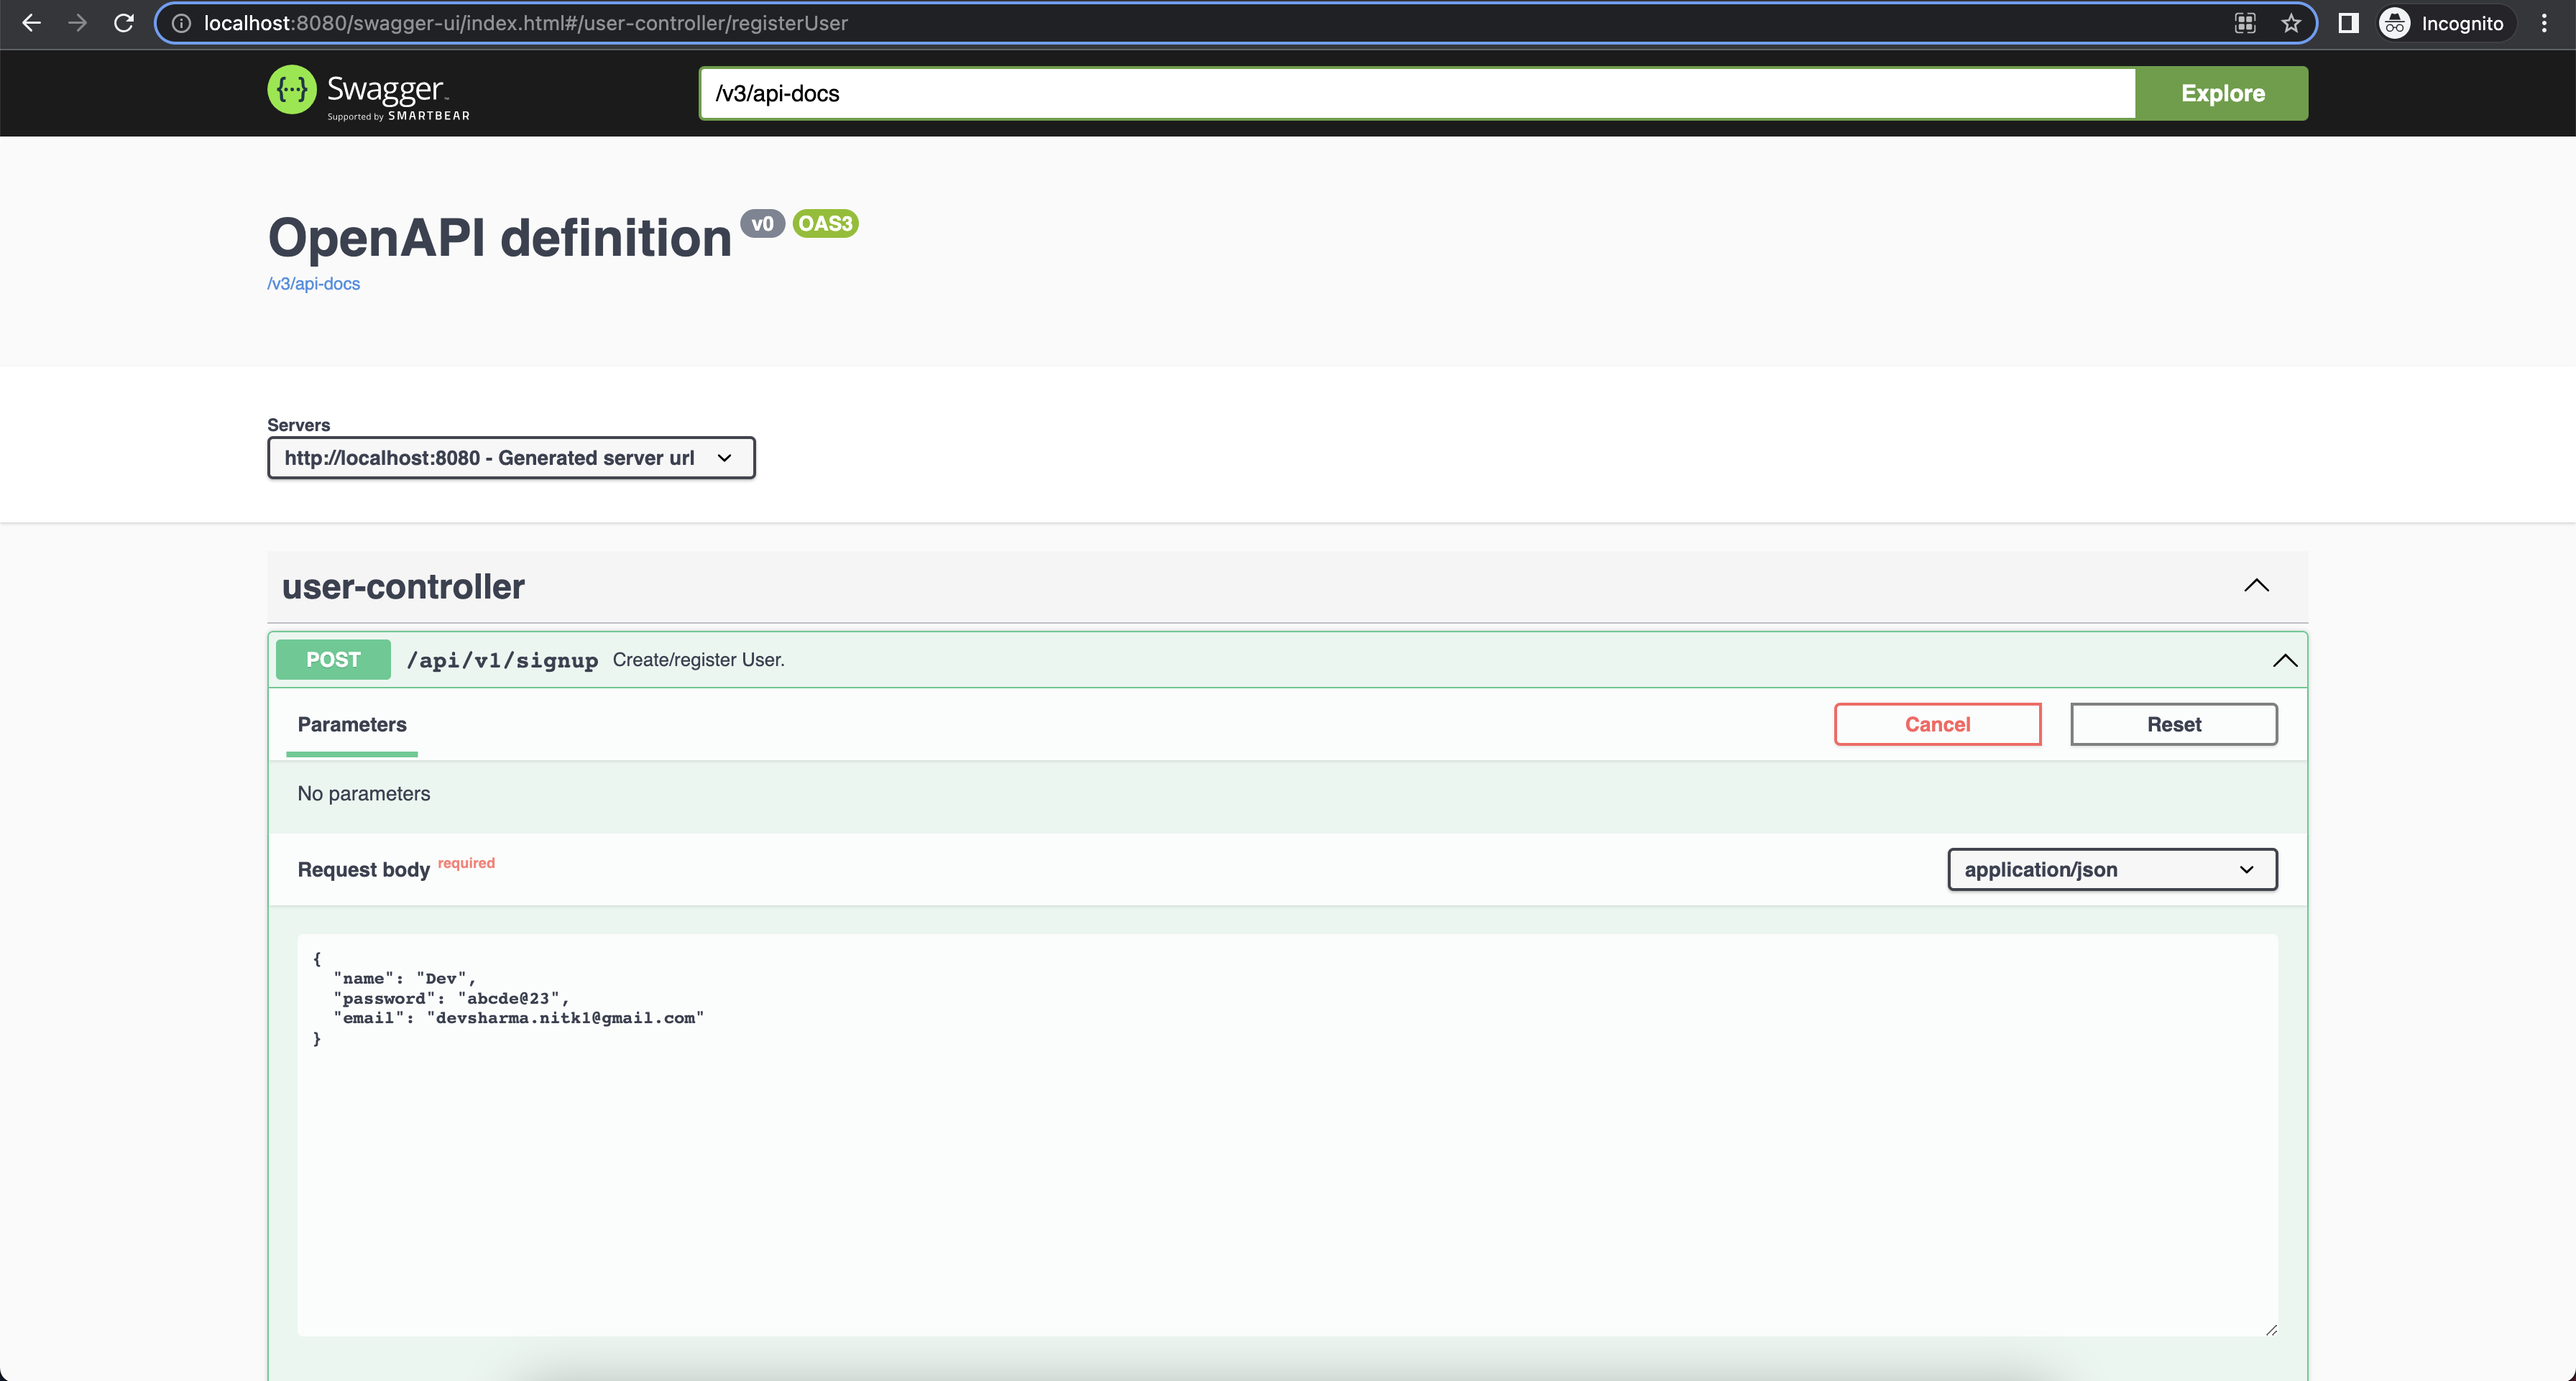 localhost:8080/swagger-ui/index.html#/user-controller/registerUser
Incognito
{...} Swagger™
Supported by SMARTBEAR
/v3/api-docs
Explore
OpenAPI definition v0 OAS3
/v3/api-docs
Servers
http://localhost:8080 - Generated server url
user-controller
POST /api/v1/signup Create/register User.
Parameters
Cancel
Reset
No parameters
Request body required
application/json
{
  "name": "Dev",
  "password": "abcde@23",
  "email": "devsharma.nitk1@gmail.com"
}